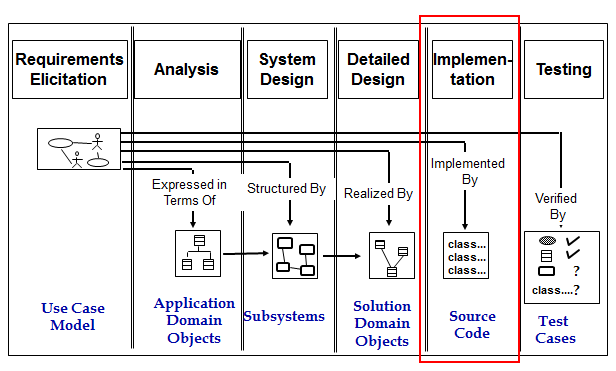 Requirements
Elicitation
Analysis
System
Design
Detailed
Design
Implemen-
tation
Testing
Expressed in
Terms Of
Structured By
Realized By
Implemented
By
Verified
By
class...
class...
class...
?
class....?
Use Case
Model
Application
Domain
Objects
Subsystems
Solution
Domain
Objects
Source
Code
Test
Cases